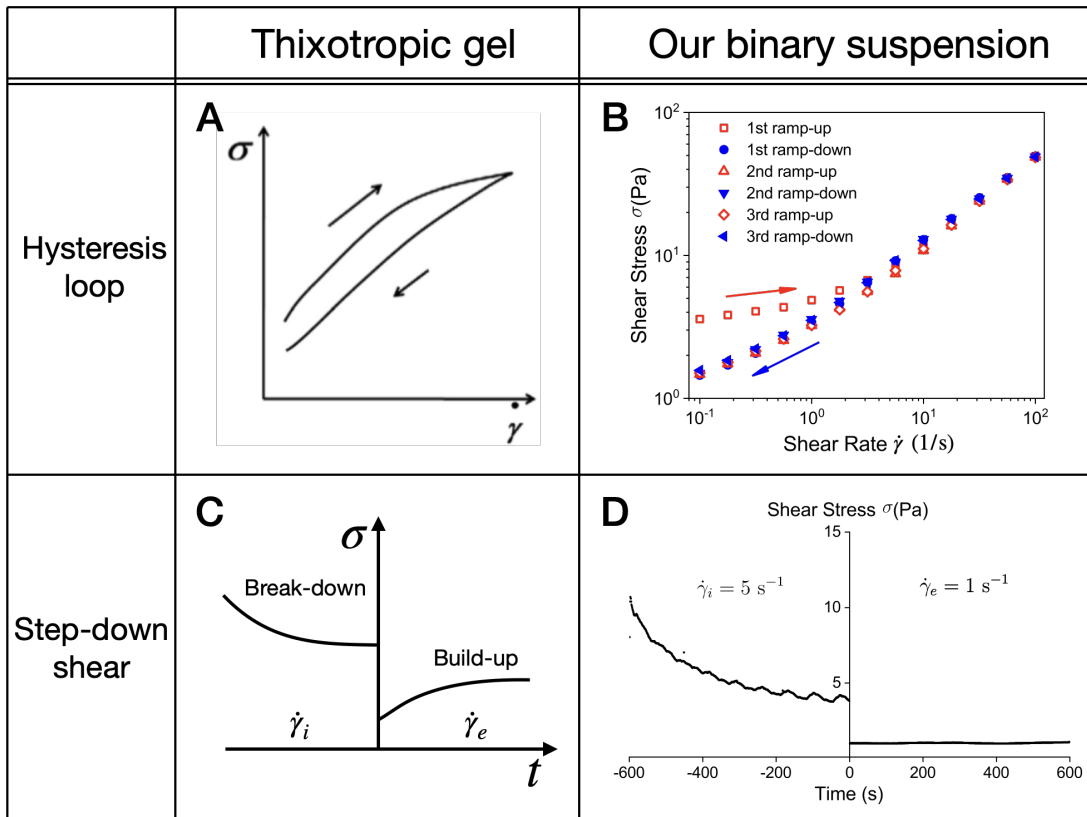 Thixotropic gel
Our binary suspension
Hysteresis
loop
A
σ
γ̇
B
Shear Stress σ(Pa)
10²
10¹
10⁰
1st ramp-up
1st ramp-down
2nd ramp-up
2nd ramp-down
3rd ramp-up
3rd ramp-down
10⁻¹ 10⁰ 10¹ 10²
Shear Rate γ̇ (1/s)
Step-down
shear
C
σ
Break-down
Build-up
γ̇ᵢ γ̇ₑ
t
D
Shear Stress σ(Pa)
15
γ̇ᵢ = 5 s⁻¹ γ̇ₑ = 1 s⁻¹
10
5
-600 -400 -200 0 200 400 600
Time (s)